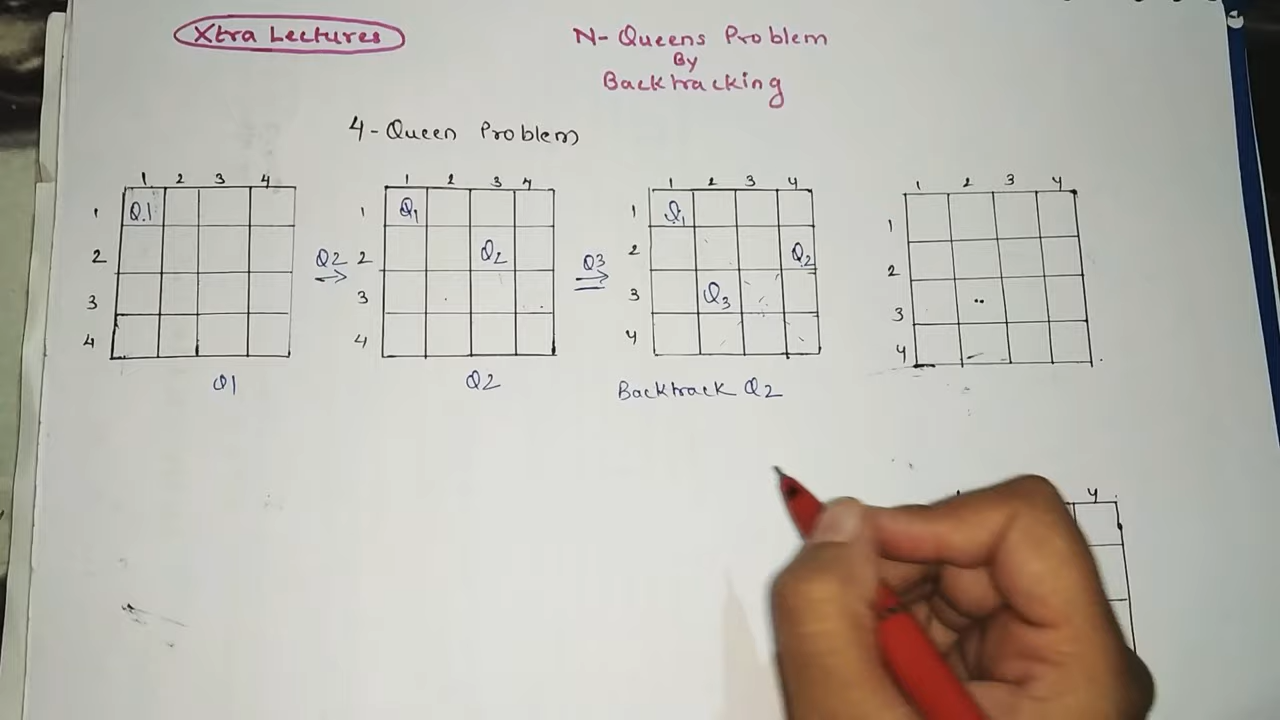 Xtra Lectures
N-Queens Problem
By
Backtracking
4-Queen Problem
1 2 3 4
1 Q1
2
3
4
Q1
Q2
1 2 3 4
1 Q1
2 Q2
3
4
Q2
Q3
1 2 3 4
1 Q1
2 Q2
3 Q3
4
Backtrack Q2
1 2 3 4
1
2
3
4
4